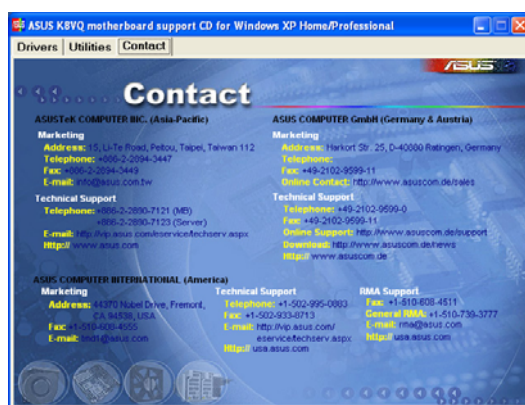 ASUS K8VQ motherboard support CD for Windows XP Home/Professional
Drivers Utilities Contact
ASUS
Contact
ASUSTeK COMPUTER INC. (Asia-Pacific)
Marketing
Address: 15, Li-Te Road, Peitou, Taipei, Taiwan 112
Telephone: +886-2-2894-3447
Fax: +886-2-2894-3449
E-mail: info@asus.com.tw
Technical Support
Telephone: +886-2-2890-7121 (MB)
+886-2-2890-7123 (Server)
E-mail: http://vip.asus.com/eservice/techserv.aspx
Http:// www.asus.com
ASUS COMPUTER GmbH (Germany & Austria)
Marketing
Address: Harkort Str. 25, D-40880 Ratingen, Germany
Telephone:
Fax: +49-2102-9599-11
Online Contact: http://www.asuscom.de/sales
Technical Support
Telephone: +49-2102-9599-0
Fax: +49-2102-9599-11
Online Support: http://www.asuscom.de/support
Download: http://www.asuscom.de/news
Http:// www.asuscom.de
ASUS COMPUTER INTERNATIONAL (America)
Marketing
Address: 44370 Nobel Drive, Fremont,
CA 94538, USA
Fax: +1-510-608-4555
E-mail: tmd1@asus.com
Technical Support
Telephone: +1-502-995-0883
Fax: +1-502-933-8713
E-mail: http://vip.asus.com/
eservice/techserv.aspx
Http:// usa.asus.com
RMA Support
Fax: +1-510-608-4511
General RMA: +1-510-739-3777
E-mail: rma@asus.com
http:// usa.asus.com